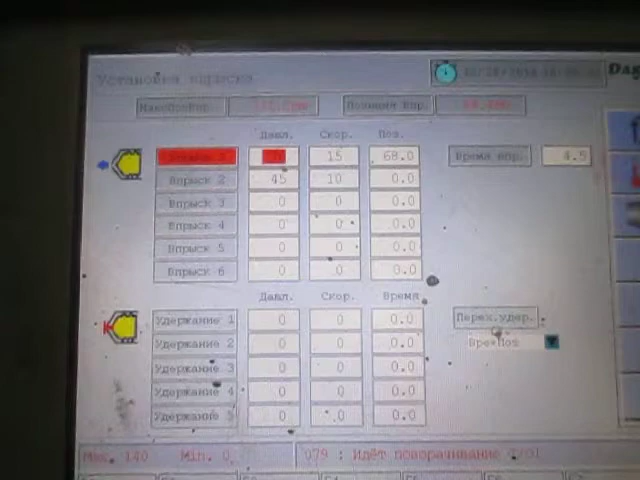 Установка впрыска
МаксПозВпр.
Позиция Впр.
Давл. Скор. Поз.
15 68.0 Время впр. 4.5
Впрыск 2 45 10 0.0
Впрыск 3 0 0 0.0
Впрыск 4 0 0 0.0
Впрыск 5 0 0 0.0
Впрыск 6 0 0 0.0
Давл. Скор. Время
Удержание 1 0 0 0.0 Перех.удер.
Удержание 2 0 0 0.0 Вре+Поз
Удержание 3 0 0 0.0
Удержание 4 0 0 0.0
Удержание 5 0 0 0.0
Max. 140 Min. 0 079 : Идёт поворачивание